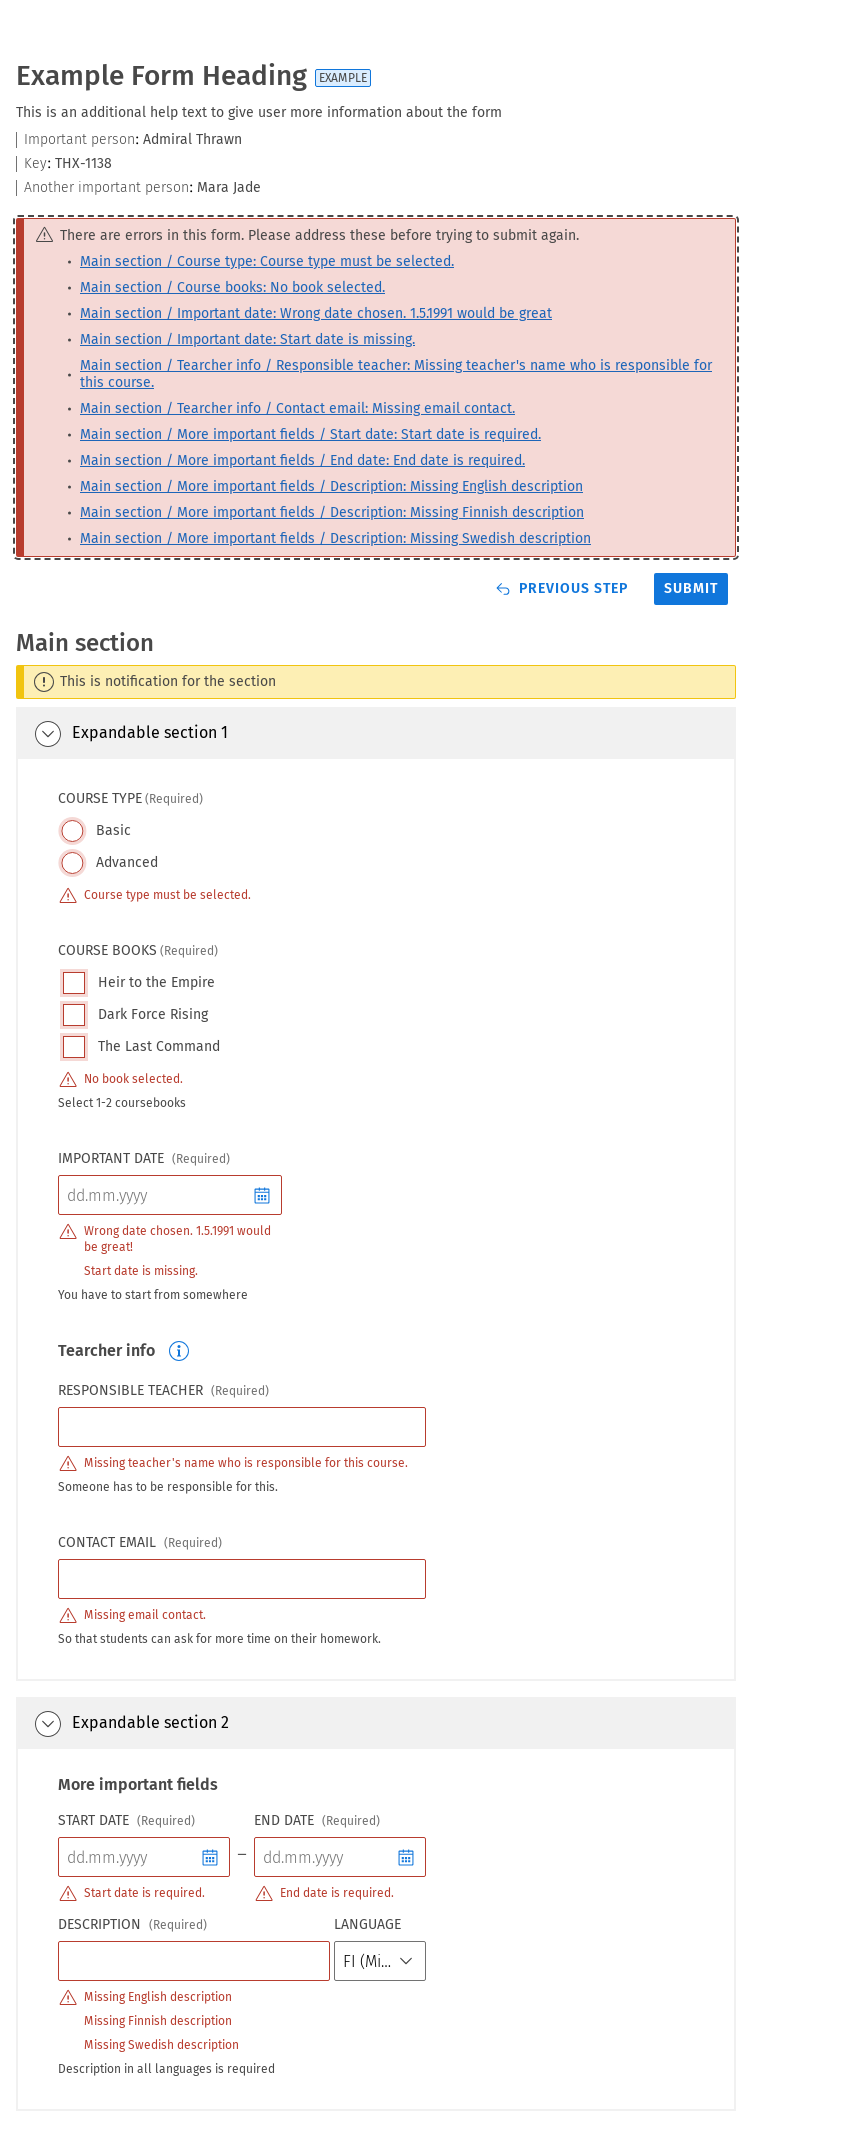 Example Form Heading EXAMPLE
This is an additional help text to give user more information about the form
Important person: Admiral Thrawn
Key: THX-1138
Another important person: Mara Jade
There are errors in this form. Please address these before trying to submit again.
• Main section / Course type: Course type must be selected.
• Main section / Course books: No book selected.
• Main section / Important date: Wrong date chosen. 1.5.1991 would be great
• Main section / Important date: Start date is missing.
• Main section / Tearcher info / Responsible teacher: Missing teacher's name who is responsible for
this course.
• Main section / Tearcher info / Contact email: Missing email contact.
• Main section / More important fields / Start date: Start date is required.
• Main section / More important fields / End date: End date is required.
• Main section / More important fields / Description: Missing English description
• Main section / More important fields / Description: Missing Finnish description
• Main section / More important fields / Description: Missing Swedish description
PREVIOUS STEP SUBMIT
Main section
This is notification for the section
Expandable section 1
COURSE TYPE (Required)
Basic
Advanced
Course type must be selected.
COURSE BOOKS (Required)
Heir to the Empire
Dark Force Rising
The Last Command
No book selected.
Select 1-2 coursebooks
IMPORTANT DATE (Required)
dd.mm.yyyy
Wrong date chosen. 1.5.1991 would
be great!
Start date is missing.
You have to start from somewhere
Tearcher info
RESPONSIBLE TEACHER (Required)
Missing teacher's name who is responsible for this course.
Someone has to be responsible for this.
CONTACT EMAIL (Required)
Missing email contact.
So that students can ask for more time on their homework.
Expandable section 2
More important fields
START DATE (Required) END DATE (Required)
dd.mm.yyyy – dd.mm.yyyy
Start date is required. End date is required.
DESCRIPTION (Required) LANGUAGE
FI (Mi...
Missing English description
Missing Finnish description
Missing Swedish description
Description in all languages is required